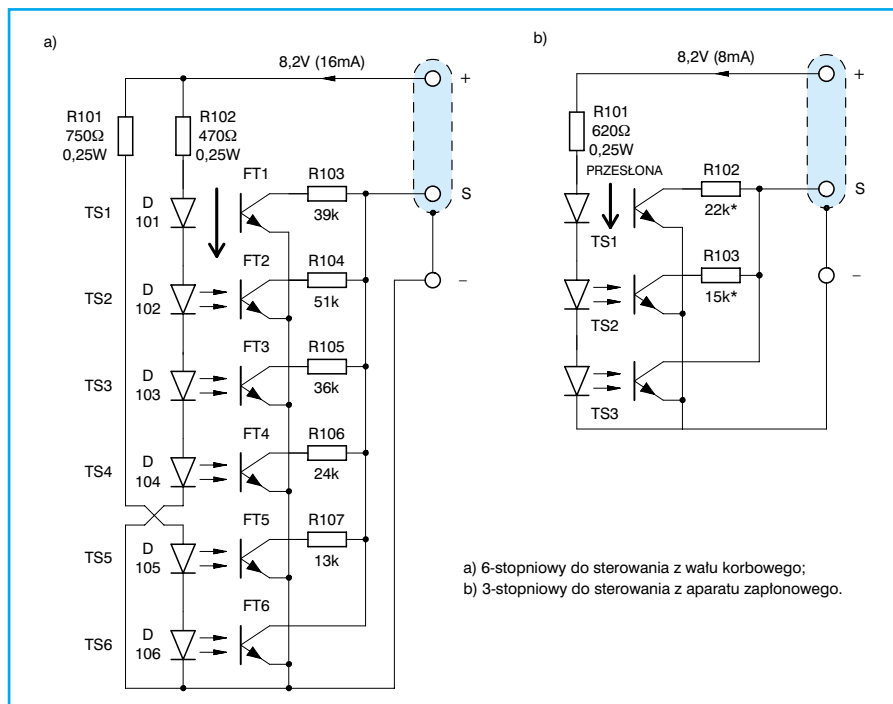 a)
8,2V (16mA)
+
R101
750Ω
0,25W
R102
470Ω
0,25W
FT1
R103
39k
S
TS1
D
101
FT2
R104
51k
–
TS2
D
102
FT3
R105
36k
TS3
D
103
FT4
R106
24k
TS4
D
104
FT5
R107
13k
TS5
D
105
FT6
TS6
D
106
b)
8,2V (8mA)
+
R101
620Ω
0,25W
PRZESŁONA
R102
22k*
S
TS1
R103
15k*
–
TS2
TS3
a) 6-stopniowy do sterowania z wału korbowego;
b) 3-stopniowy do sterowania z aparatu zapłonowego.